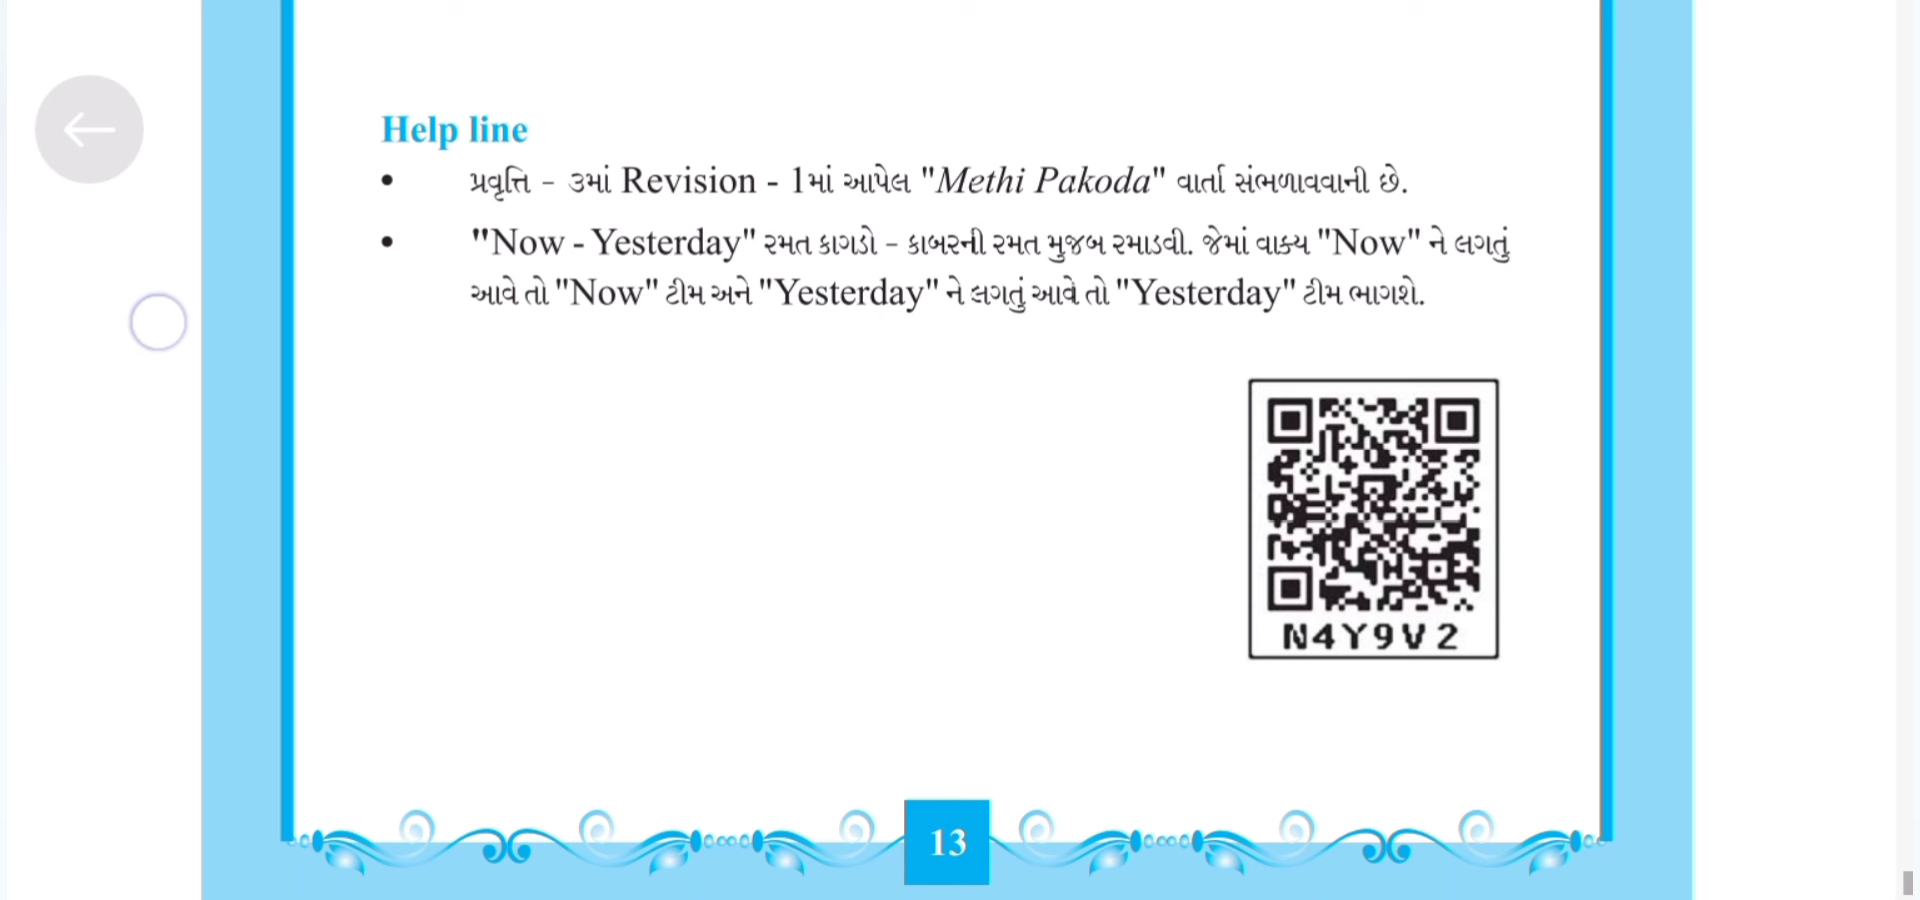 Help line
• પ્રવૃત્તિ – ૩માં Revision - 1માં આપેલ "Methi Pakoda" વાર્તા સંભળાવવાની છે.
• "Now - Yesterday" રમત કાગડો – કાબરની રમત મુજબ રમાડવી. જેમાં વાક્ય "Now" ને લગતું
આવે તો "Now" ટીમ અને "Yesterday" ને લગતું આવે તો "Yesterday" ટીમ ભાગશે.
N4Y9V2
13